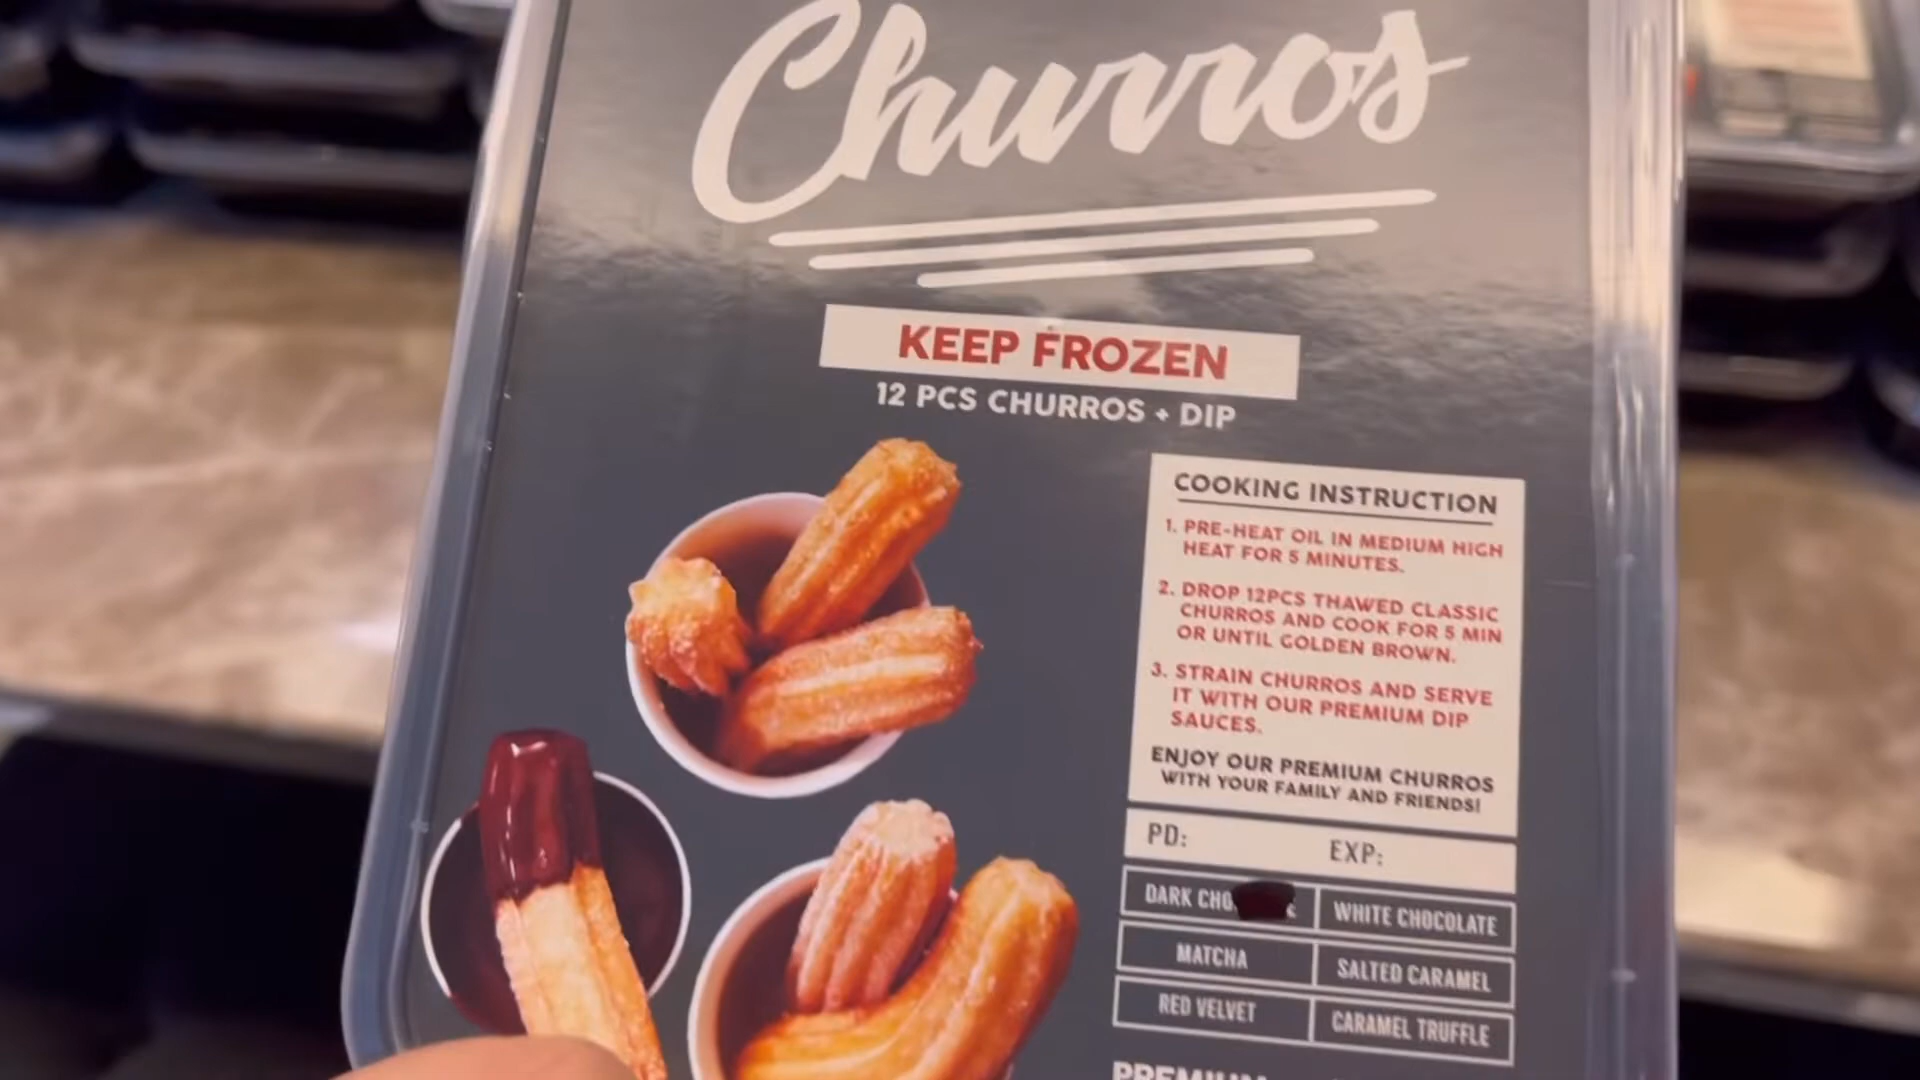 Churros
KEEP FROZEN
12 PCS CHURROS + DIP
COOKING INSTRUCTION
1. PRE-HEAT OIL IN MEDIUM HIGH
HEAT FOR 5 MINUTES.
2. DROP 12PCS THAWED CLASSIC
CHURROS AND COOK FOR 5 MIN
OR UNTIL GOLDEN BROWN.
3. STRAIN CHURROS AND SERVE
IT WITH OUR PREMIUM DIP
SAUCES.
ENJOY OUR PREMIUM CHURROS
WITH YOUR FAMILY AND FRIENDS!
PD: EXP:
DARK WHITE CHOCOLATE
MATCHA SALTED CARAMEL
RED VELVET CARAMEL TRUFFLE
PREMIUM